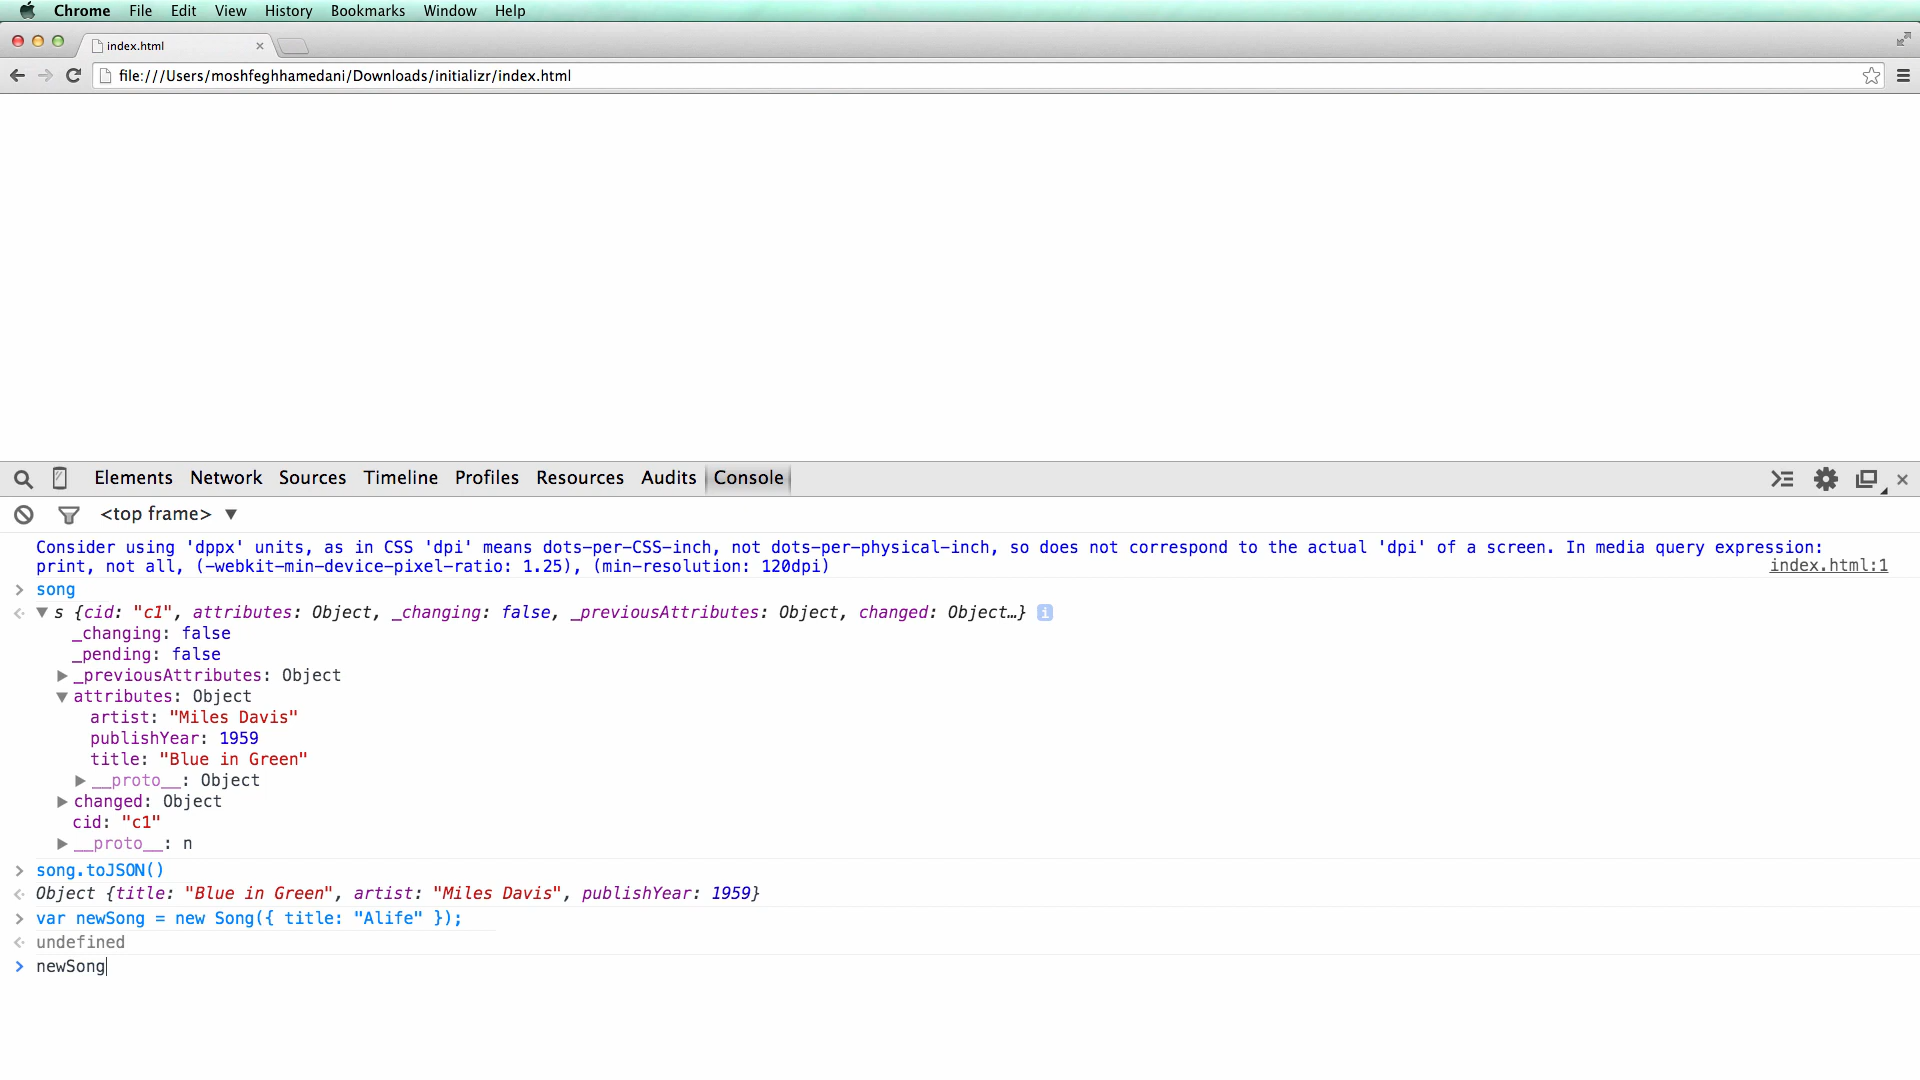 Chrome File Edit View History Bookmarks Window Help
index.html
file:///Users/moshfeghhamedani/Downloads/initializr/index.html
Elements Network Sources Timeline Profiles Resources Audits Console
<top frame>
Consider using 'dppx' units, as in CSS 'dpi' means dots-per-CSS-inch, not dots-per-physical-inch, so does not correspond to the actual 'dpi' of a screen. In media query expression:
print, not all, (-webkit-min-device-pixel-ratio: 1.25), (min-resolution: 120dpi) index.html:1
song
s {cid: "c1", attributes: Object, _changing: false, _previousAttributes: Object, changed: Object…}
_changing: false
_pending: false
_previousAttributes: Object
attributes: Object
artist: "Miles Davis"
publishYear: 1959
title: "Blue in Green"
__proto__: Object
changed: Object
cid: "c1"
__proto__: n
song.toJSON()
Object {title: "Blue in Green", artist: "Miles Davis", publishYear: 1959}
var newSong = new Song({ title: "Alife" });
undefined
newSong